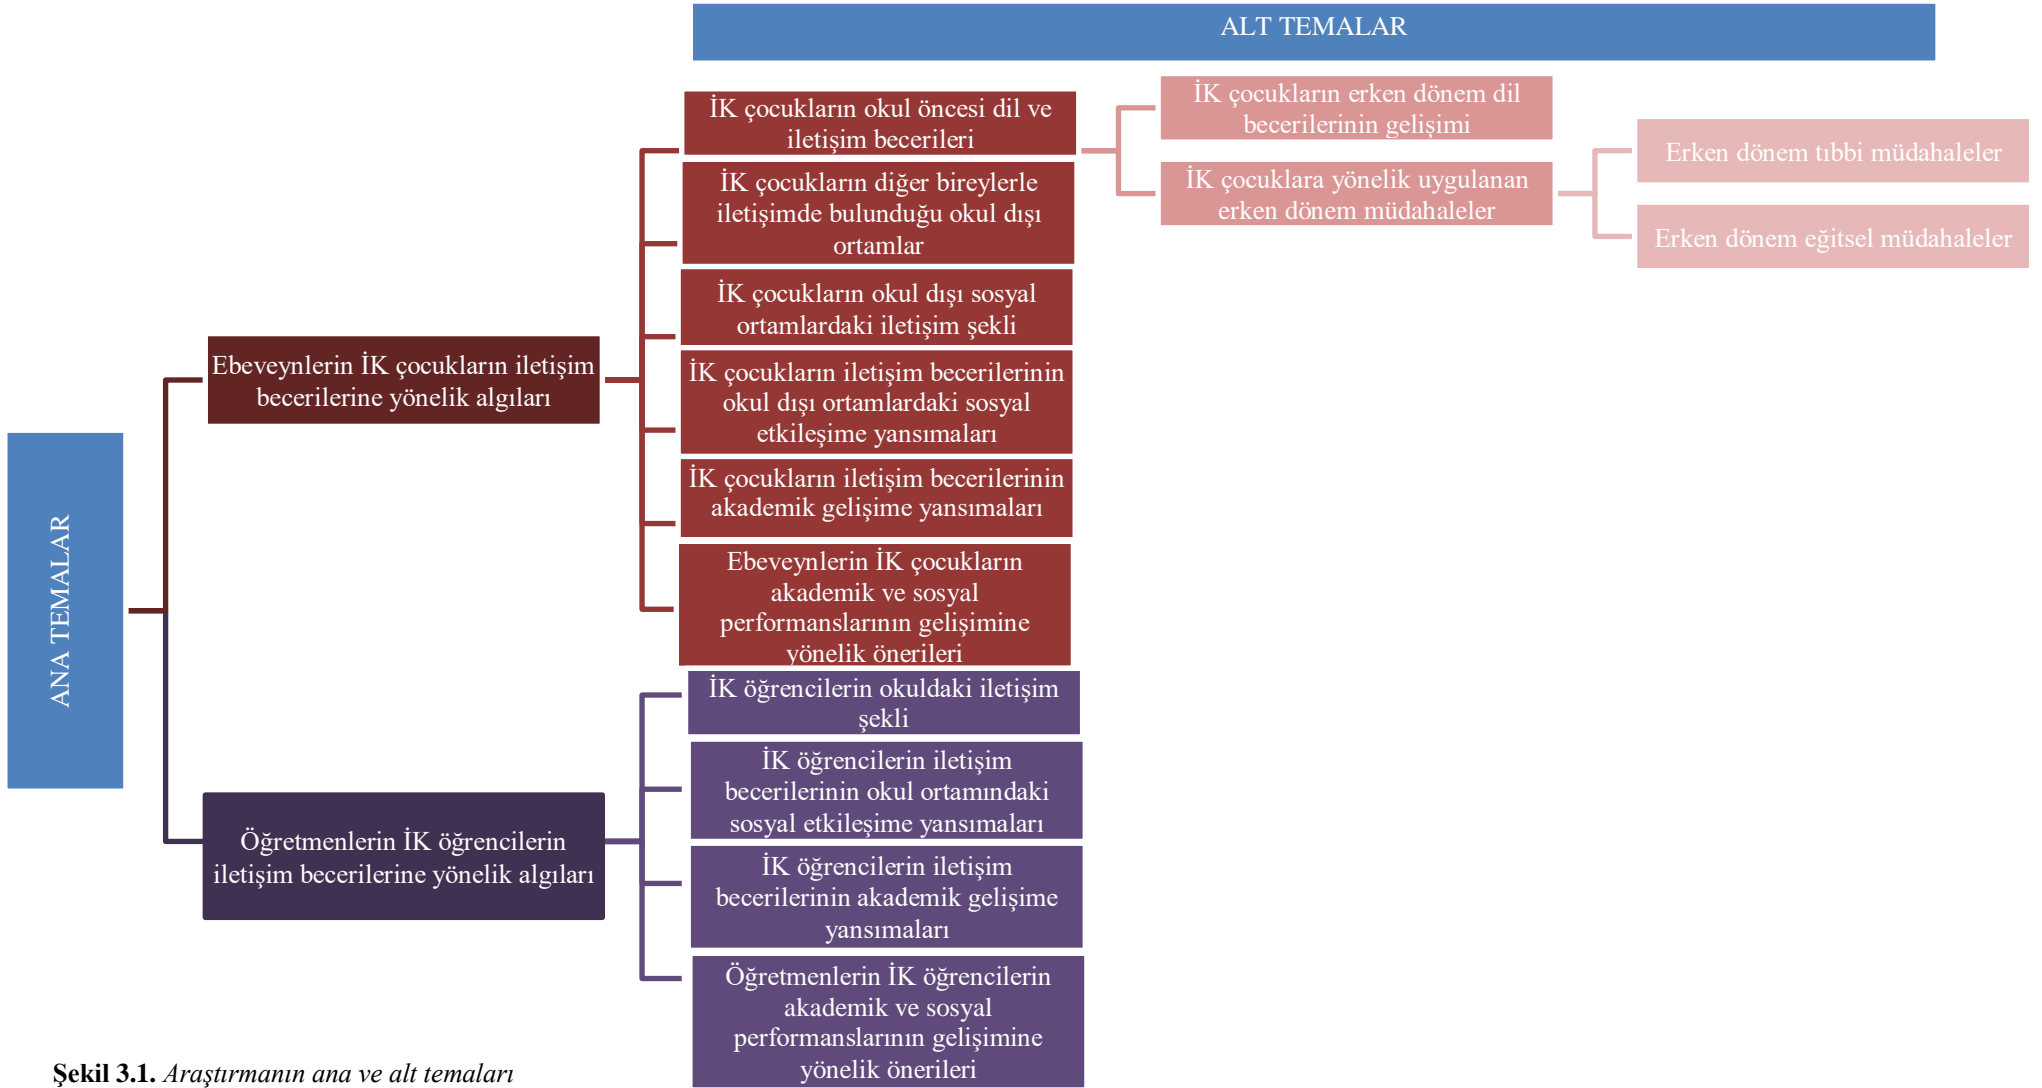 ALT TEMALAR
ANA TEMALAR
Ebeveynlerin İK çocukların iletişim
becerilerine yönelik algıları
İK çocukların okul öncesi dil ve
iletişim becerileri
İK çocukların erken dönem dil
becerilerinin gelişimi
İK çocuklara yönelik uygulanan
erken dönem müdahaleler
Erken dönem tıbbi müdahaleler
Erken dönem eğitsel müdahaleler
İK çocukların diğer bireylerle
iletişimde bulunduğu okul dışı
ortamlar
İK çocukların okul dışı sosyal
ortamlardaki iletişim şekli
İK çocukların iletişim becerilerinin
okul dışı ortamlardaki sosyal
etkileşime yansımaları
İK çocukların iletişim becerilerinin
akademik gelişime yansımaları
Ebeveynlerin İK çocukların
akademik ve sosyal
performanslarının gelişimine
yönelik önerileri
Öğretmenlerin İK öğrencilerin
iletişim becerilerine yönelik algıları
İK öğrencilerin okuldaki iletişim
şekli
İK öğrencilerin iletişim
becerilerinin okul ortamındaki
sosyal etkileşime yansımaları
İK öğrencilerin iletişim
becerilerinin akademik gelişime
yansımaları
Öğretmenlerin İK öğrencilerin
akademik ve sosyal
performanslarının gelişimine
yönelik önerileri
Şekil 3.1. Araştırmanın ana ve alt temaları